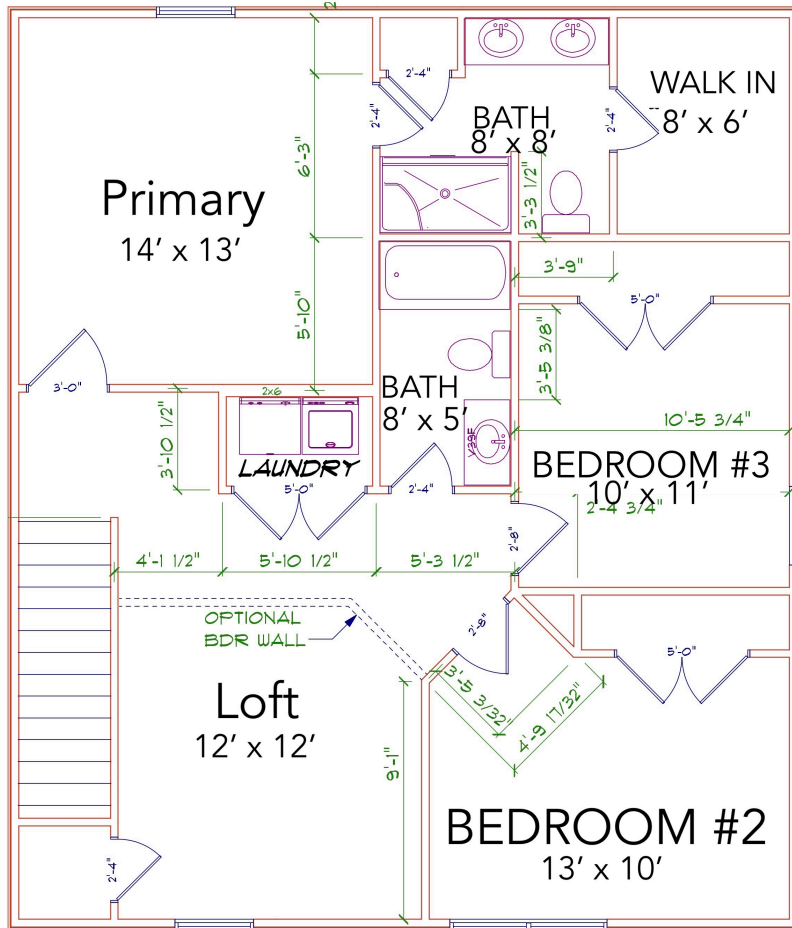 2
2'-4"
WALK IN
8' x 6'
BATH
8' x 8'
2'-4"
2'-4"
6'-3"
3'-3 1/2"
Primary
14' x 13'
3'-9"
5'-0"
5'-10"
3'-5 3/8"
3'-0"
2x6
BATH
8' x 5'
V-33F
10'-5 3/4"
3'-10 1/2"
LAUNDRY
5'-0"
2'-4"
BEDROOM #3
10' x 11'
2'-4 3/4"
2'-8"
4'-1 1/2"
5'-10 1/2"
5'-3 1/2"
OPTIONAL
BDR WALL
2'-8"
5'-0"
3'-5 3/32"
4'-9 17/32"
Loft
12' x 12'
9'-1"
BEDROOM #2
13' x 10'
2'-4"